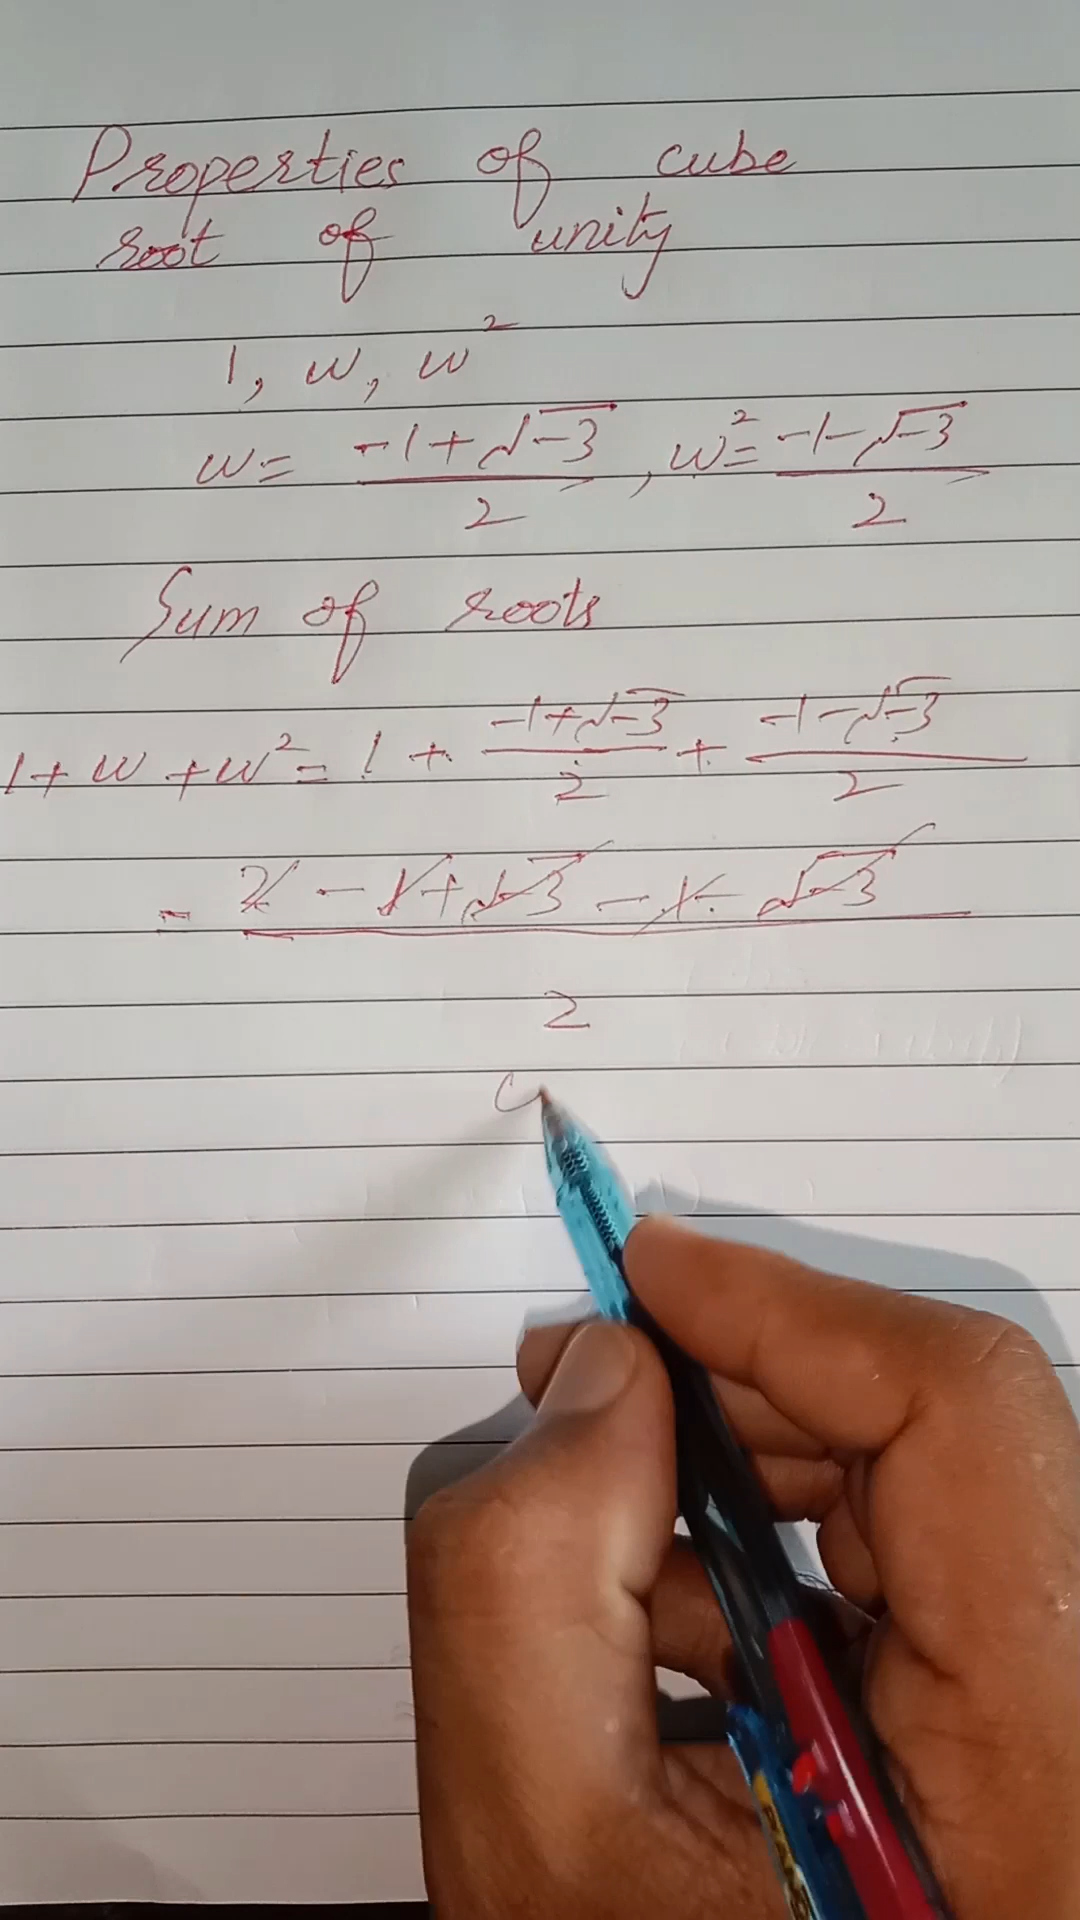 Properties of cube
root of unity
1, w, w²
w = -1+√-3/2, w² = -1-√-3/2
Sum of roots
1 + w + w² = 1 + -1+√-3/2 + -1-√-3/2
= 2 - 1 + √-3 - 1 - √-3
2